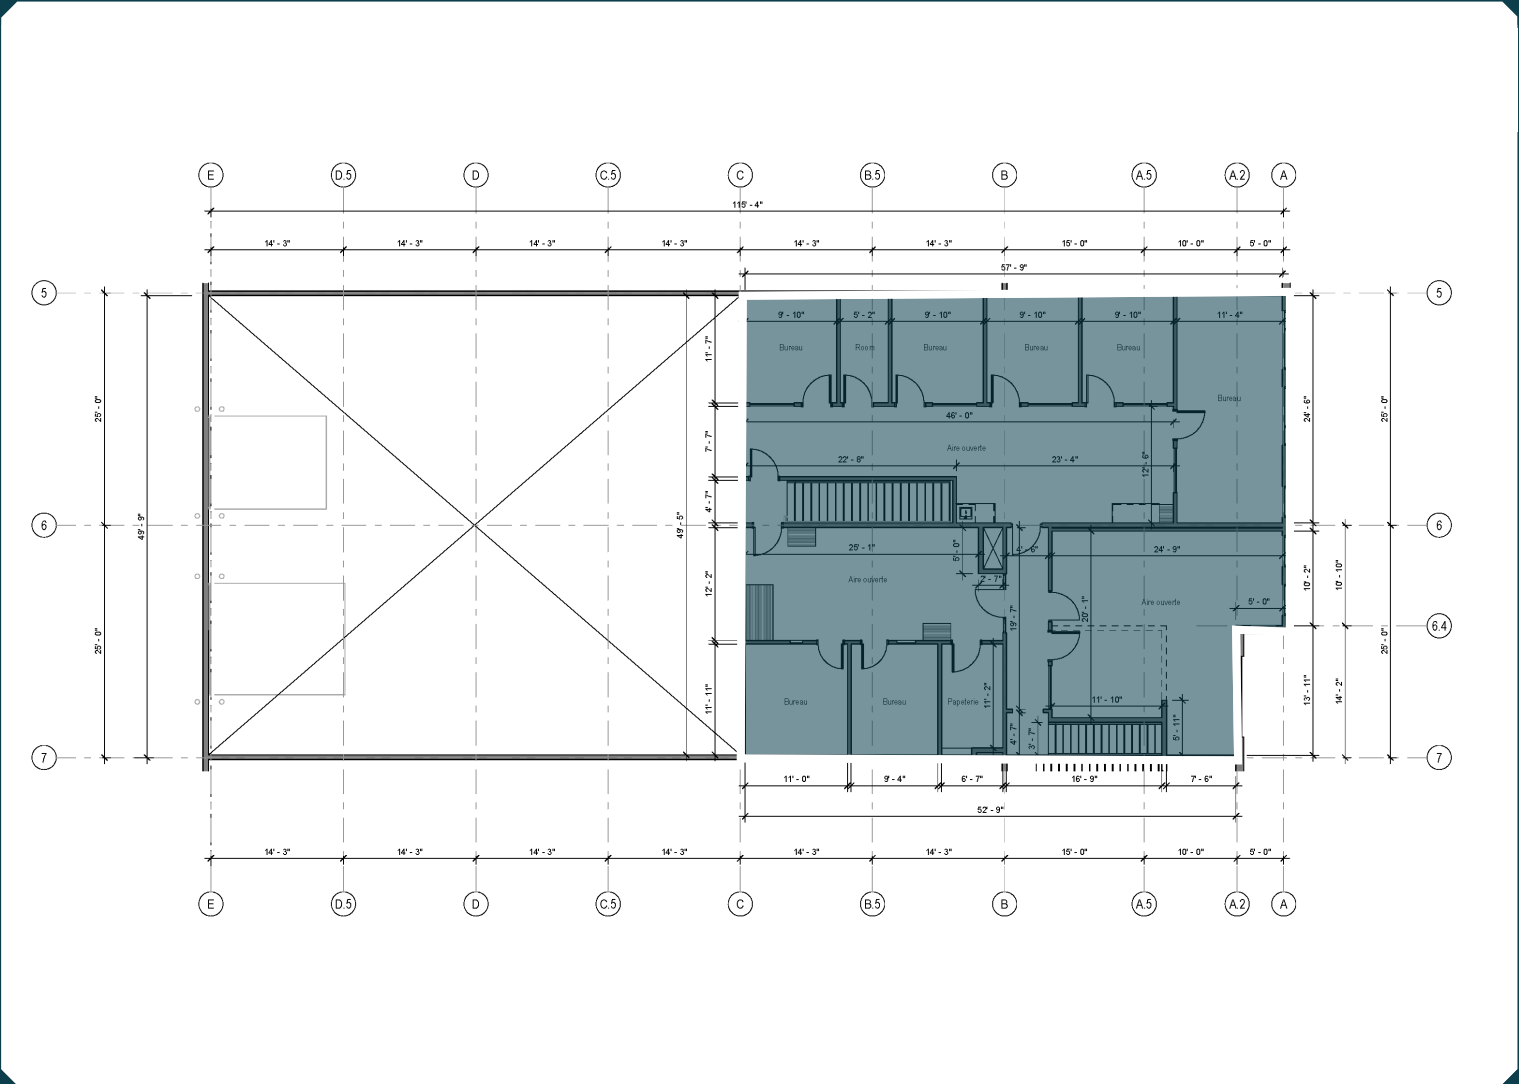 E D.5 D C.5 C B.5 B A.5 A.2 A
115' - 4"
14' - 3" 14' - 3" 14' - 3" 14' - 3" 14' - 3" 14' - 3" 15' - 0" 10' - 0" 5' - 0"
57' - 9"
5 5
9' - 10" 5' - 2" 9' - 10" 9' - 10" 9' - 10" 11' - 4"
Bureau Room Bureau Bureau Bureau
11' - 7"
Bureau
25' - 0" 24' - 6" 25' - 0"
46' - 0"
7' - 7" Aire ouverte
22' - 8" 23' - 4" 12' - 6"
4' - 7"
6 49' - 9" 49' - 5" 6
25' - 1" 5' - 0" 4' - 6" 24' - 9"
12' - 2" Aire ouverte 2' - 7" 10' - 2" 10' - 10"
19' - 7" 20' - 1" Aire ouverte 5' - 0"
6.4
25' - 0" 25' - 0"
11' - 11" Bureau Bureau Papeterie 11' - 2" 11' - 10" 13' - 11" 14' - 2"
4' - 7" 3' - 7" 5' - 11"
7 7
11' - 0" 9' - 4" 6' - 7" 16' - 9" 7' - 6"
52' - 9"
14' - 3" 14' - 3" 14' - 3" 14' - 3" 14' - 3" 14' - 3" 15' - 0" 10' - 0" 5' - 0"
E D.5 D C.5 C B.5 B A.5 A.2 A